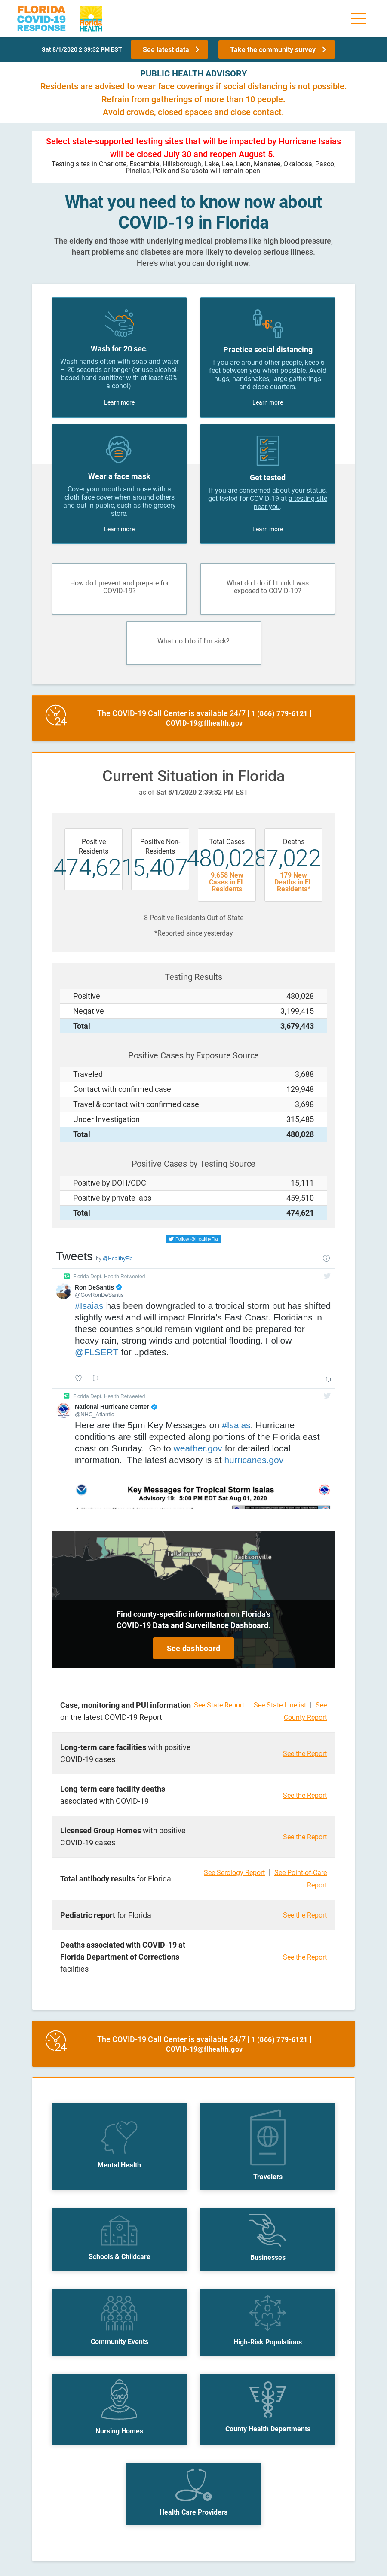 FLORIDA
COVID-19
RESPONSE
Florida
HEALTH
Sat 8/1/2020 2:39:32 PM EST
See latest data
Take the community survey
PUBLIC HEALTH ADVISORY
Residents are advised to wear face coverings if social distancing is not possible.
Refrain from gatherings of more than 10 people.
Avoid crowds, closed spaces and close contact.
Select state-supported testing sites that will be impacted by Hurricane Isaias
will be closed July 30 and reopen August 5.
Testing sites in Charlotte, Escambia, Hillsborough, Lake, Lee, Leon, Manatee, Okaloosa, Pasco,
Pinellas, Polk and Sarasota will remain open.
What you need to know now about
COVID-19 in Florida
The elderly and those with underlying medical problems like high blood pressure,
heart problems and diabetes are more likely to develop serious illness.
Here's what you can do right now.
Wash for 20 sec.
Wash hands often with soap and water
– 20 seconds or longer (or use alcohol-
based sanitizer with at least 60%
alcohol).
Learn more
Practice social distancing
If you are around other people, keep 6
feet between you when possible. Avoid
hugs, handshakes, large gatherings
and close quarters.
Learn more
Wear a face mask
Cover your mouth and nose with a
cloth face cover when around others
and out in public, such as the grocery
store.
Learn more
Get tested
If you are concerned about your status,
get tested for COVID-19 at a testing site
near you.
Learn more
How do I prevent and prepare for
COVID-19?
What do I do if I think I was
exposed to COVID-19?
What do I do if I'm sick?
24
The COVID-19 Call Center is available 24/7 | 1 (866) 779-6121 |
COVID-19@flhealth.gov
Current Situation in Florida
as of Sat 8/1/2020 2:39:32 PM EST
Positive
Residents
474,621
Positive Non-
Residents
5,407
Total Cases
480,028
9,658 New
Cases in FL
Residents
Deaths
7,022
179 New
Deaths in FL
Residents*
8 Positive Residents Out of State
*Reported since yesterday
Testing Results
Positive 480,028
Negative 3,199,415
Total 3,679,443
Positive Cases by Exposure Source
Traveled 3,688
Contact with confirmed case 129,948
Travel & contact with confirmed case 3,698
Under Investigation 315,485
Total 480,028
Positive Cases by Testing Source
Positive by DOH/CDC 15,111
Positive by private labs 459,510
Total 474,621
Follow @HealthyFla
Tweets by @HealthyFla
Florida Dept. Health Retweeted
Ron DeSantis
@GovRonDeSantis
#Isaias has been downgraded to a tropical storm but has shifted
slightly west and will impact Florida's East Coast. Floridians in
these counties should remain vigilant and be prepared for
heavy rain, strong winds and potential flooding. Follow
@FLSERT for updates.
2h
Florida Dept. Health Retweeted
National Hurricane Center
@NHC_Atlantic
Here are the 5pm Key Messages on #Isaias. Hurricane
conditions are still expected along portions of the Florida east
coast on Sunday. Go to weather.gov for detailed local
information. The latest advisory is at hurricanes.gov
Key Messages for Tropical Storm Isaias
Advisory 19: 5:00 PM EDT Sat Aug 01, 2020
Tallahassee
Jacksonville
Find county-specific information on Florida's
COVID-19 Data and Surveillance Dashboard.
See dashboard
Case, monitoring and PUI information
on the latest COVID-19 Report
See State Report | See State Linelist | See
County Report
Long-term care facilities with positive
COVID-19 cases
See the Report
Long-term care facility deaths
associated with COVID-19
See the Report
Licensed Group Homes with positive
COVID-19 cases
See the Report
Total antibody results for Florida
See Serology Report | See Point-of-Care
Report
Pediatric report for Florida
See the Report
Deaths associated with COVID-19 at
Florida Department of Corrections
facilities
See the Report
24
The COVID-19 Call Center is available 24/7 | 1 (866) 779-6121 |
COVID-19@flhealth.gov
Mental Health
Travelers
Schools & Childcare
Businesses
Community Events
High-Risk Populations
Nursing Homes
County Health Departments
Health Care Providers